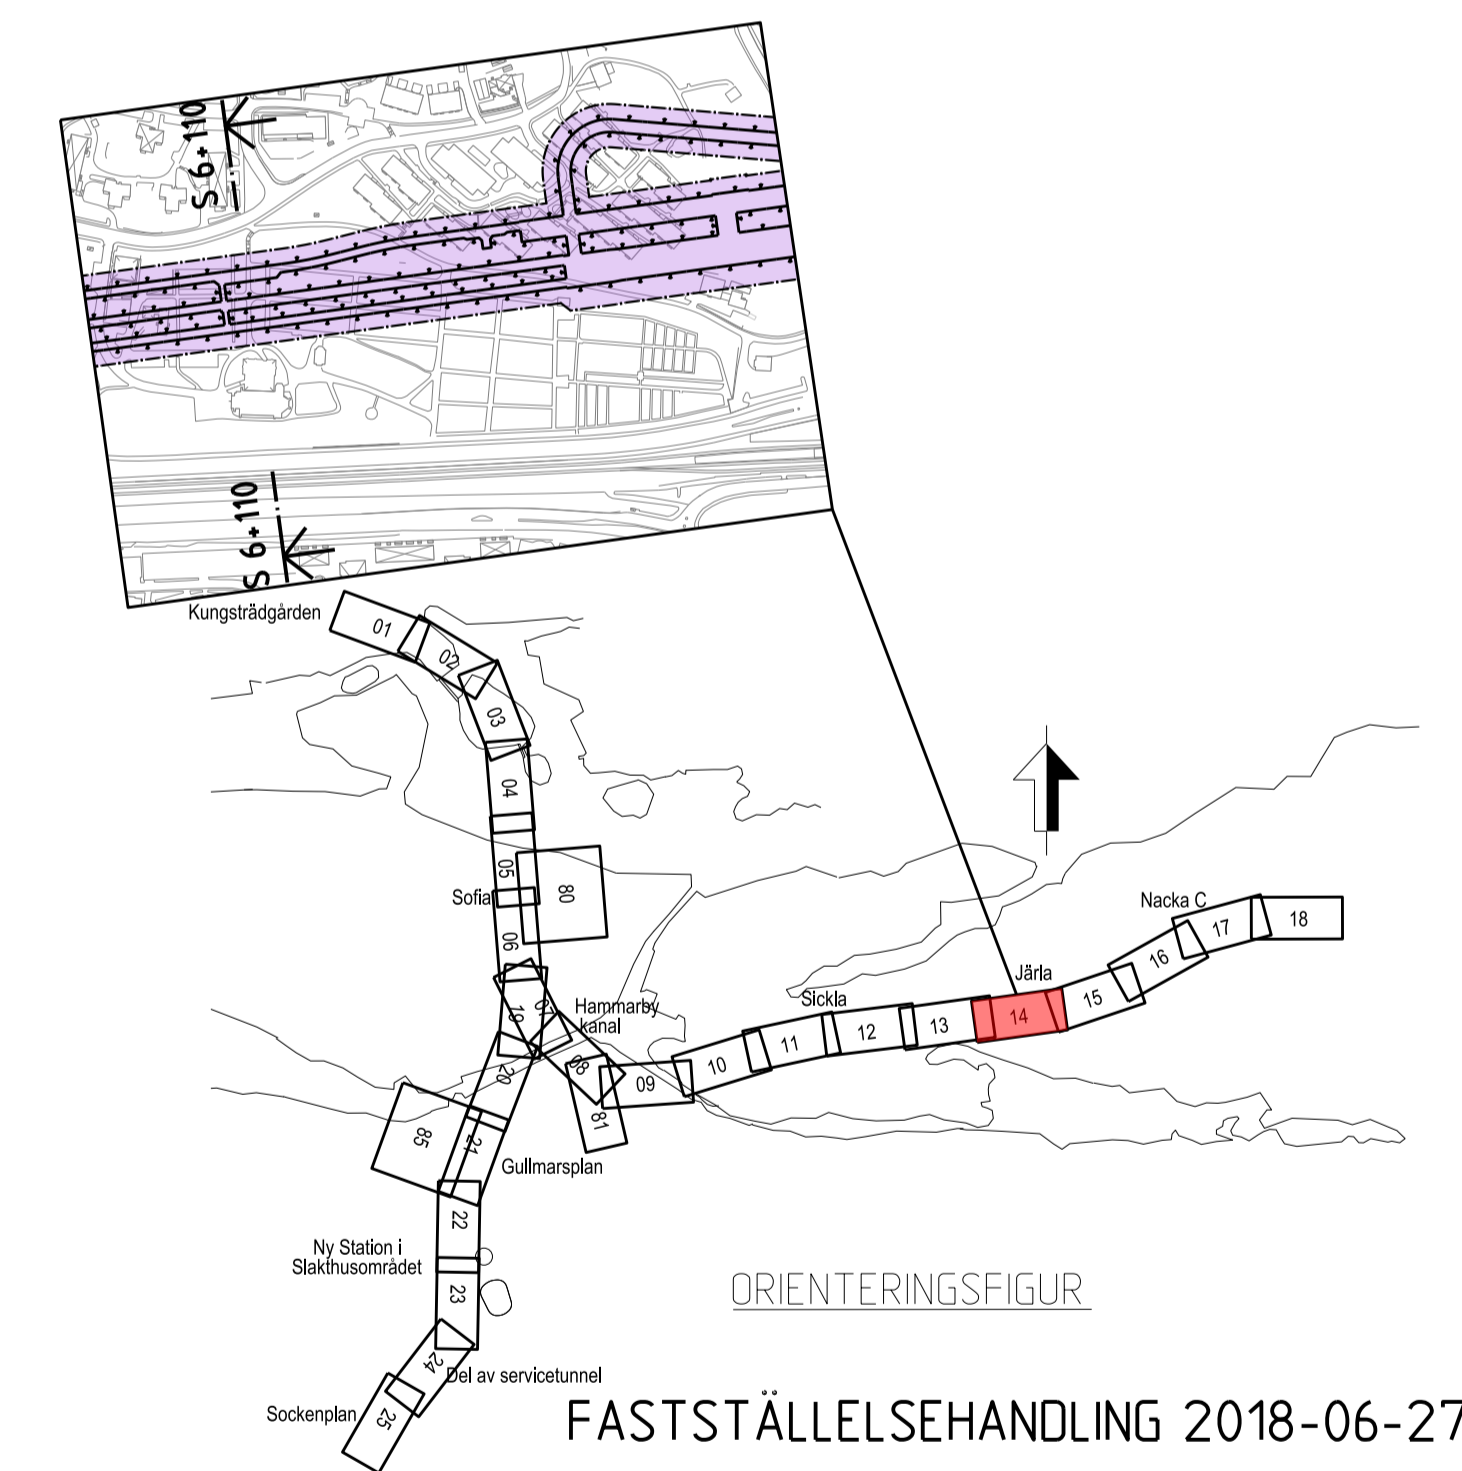 S 6+110
S 6+110
Kungsträdgården
01
02
03
04
05
80
Sofia
06
19
07
Hammarby
kanal
20
08
81
09
10
11
Sickla
12
13
14
Järla
15
16
Nacka C
17
18
85
21
Gullmarsplan
22
Ny Station i
Slakthusområdet
23
24
Del av servicetunnel
Sockenplan
25
ORIENTERINGSFIGUR
FASTSTÄLLELSEHANDLING 2018-06-27